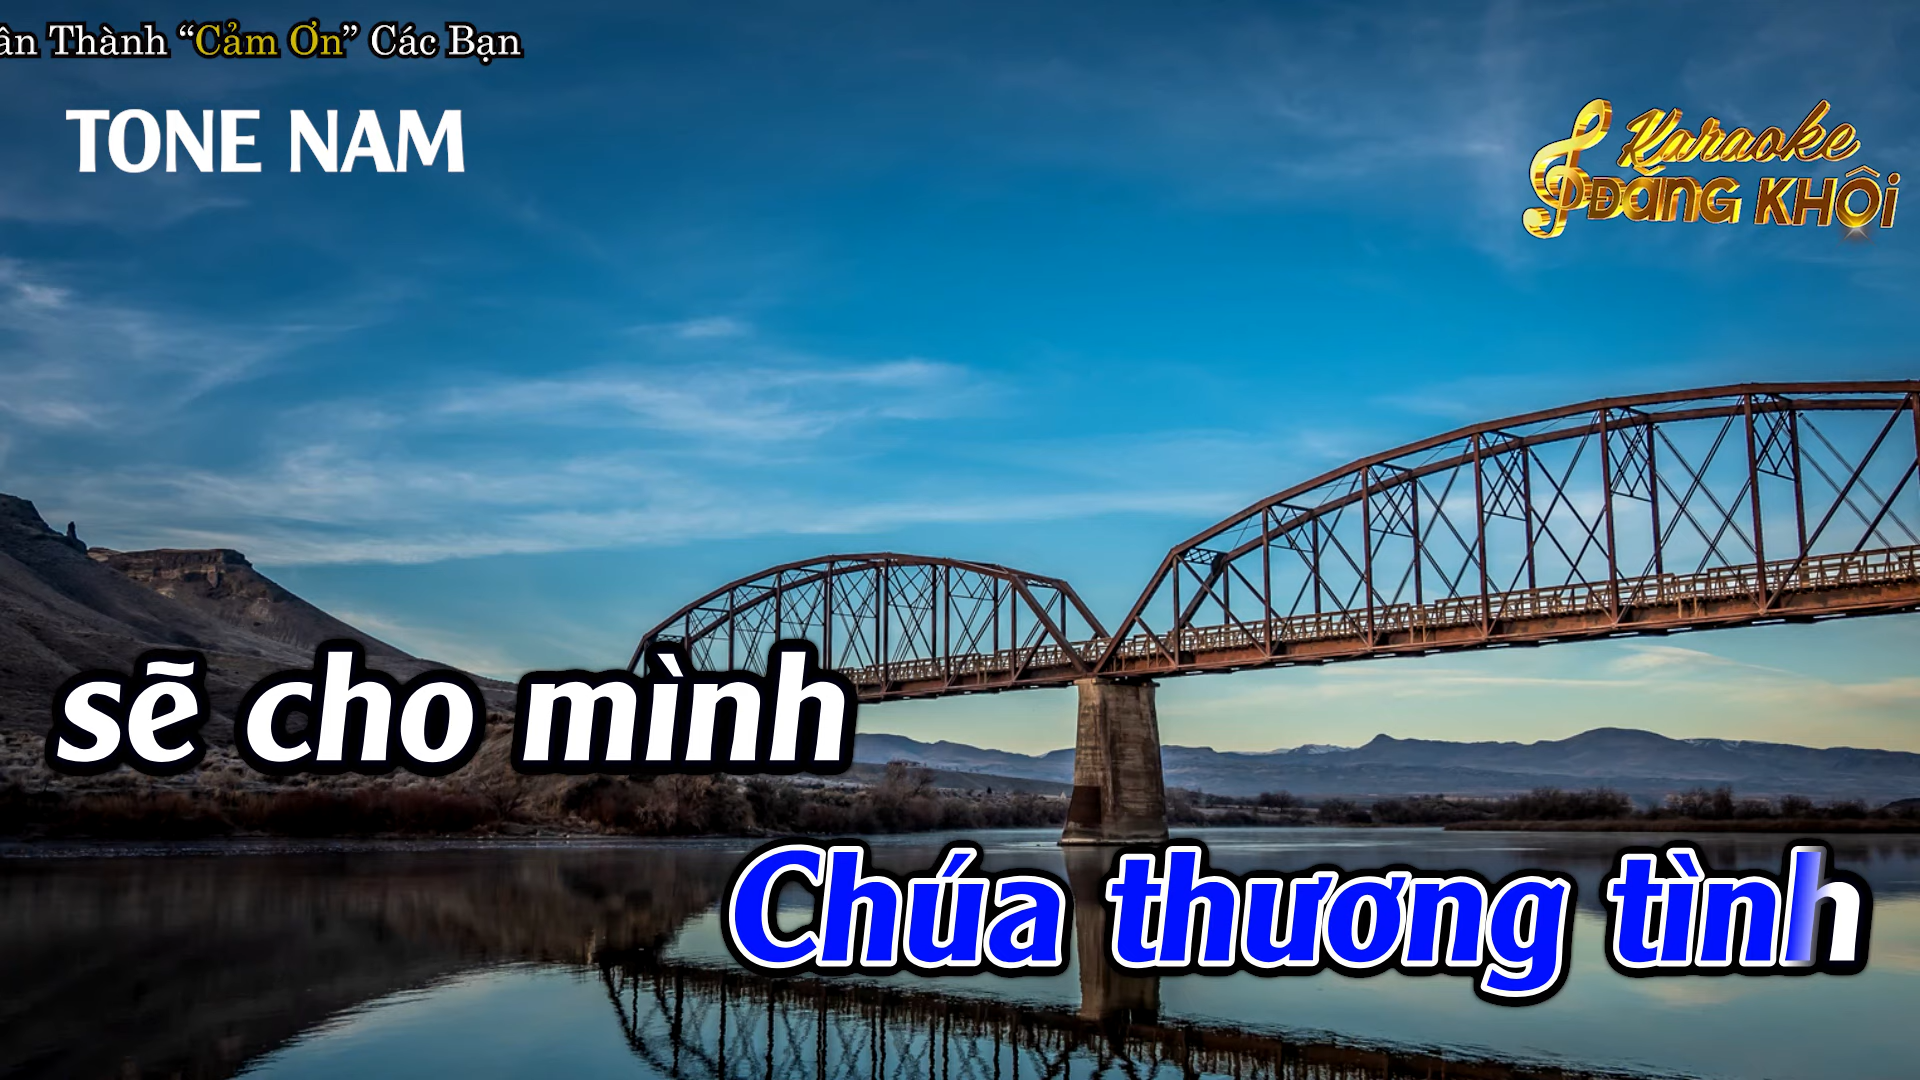 ân Thành “Cảm Ơn” Các Bạn
TONE NAM
Karaoke
ĐĂNG KHÔI
sẽ cho mình
Chúa thương tình